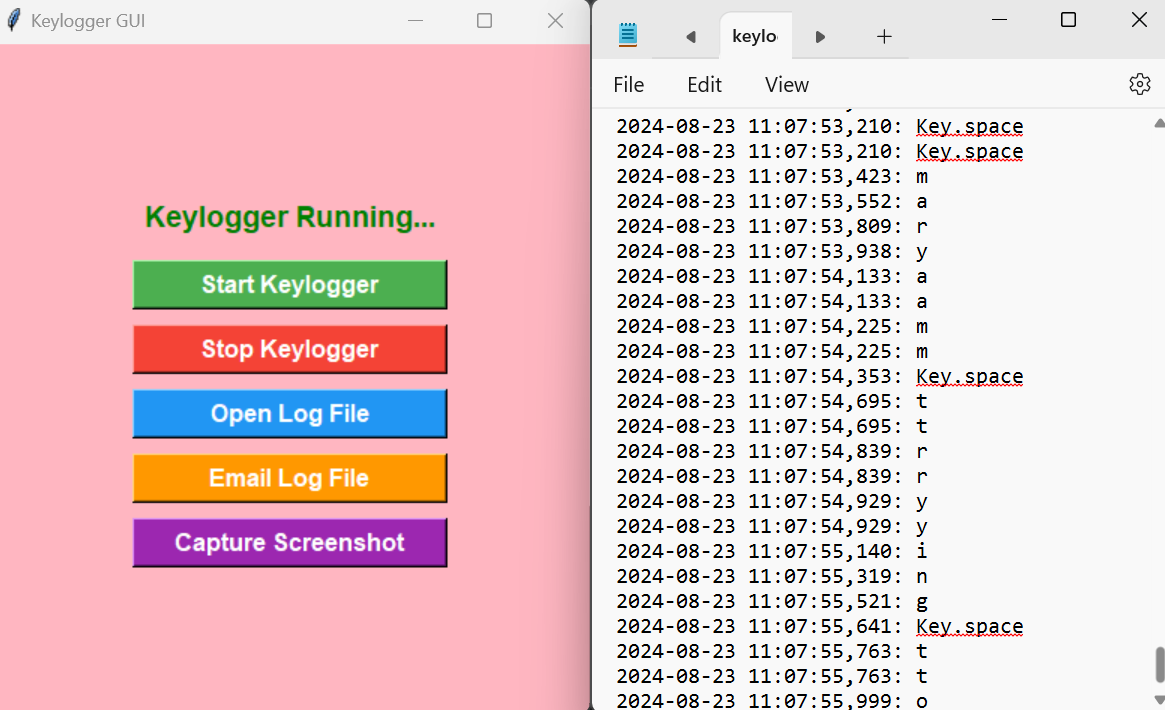 Keylogger GUI
Keylogger Running...
Start Keylogger
Stop Keylogger
Open Log File
Email Log File
Capture Screenshot
keylo
File Edit View
2024-08-23 11:07:53,210: Key.space
2024-08-23 11:07:53,210: Key.space
2024-08-23 11:07:53,423: m
2024-08-23 11:07:53,552: a
2024-08-23 11:07:53,809: r
2024-08-23 11:07:53,938: y
2024-08-23 11:07:54,133: a
2024-08-23 11:07:54,133: a
2024-08-23 11:07:54,225: m
2024-08-23 11:07:54,225: m
2024-08-23 11:07:54,353: Key.space
2024-08-23 11:07:54,695: t
2024-08-23 11:07:54,695: t
2024-08-23 11:07:54,839: r
2024-08-23 11:07:54,839: r
2024-08-23 11:07:54,929: y
2024-08-23 11:07:54,929: y
2024-08-23 11:07:55,140: i
2024-08-23 11:07:55,319: n
2024-08-23 11:07:55,521: g
2024-08-23 11:07:55,641: Key.space
2024-08-23 11:07:55,763: t
2024-08-23 11:07:55,763: t
2024-08-23 11:07:55,999: o